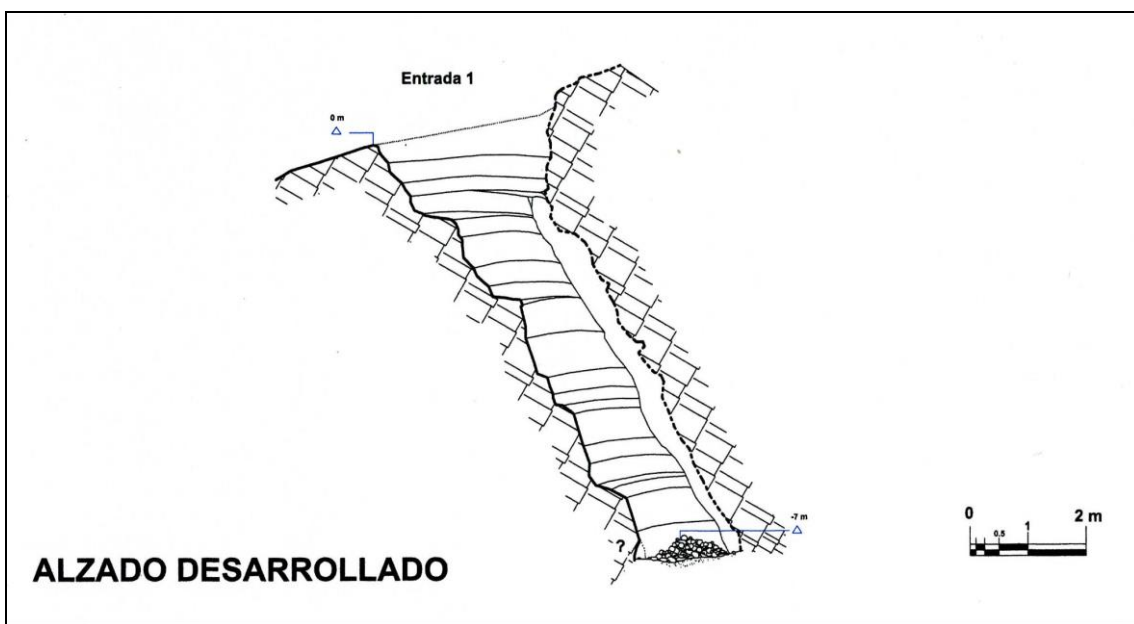 Entrada 1
0 m
-7 m
?
0 0.5 1 2 m
ALZADO DESARROLLADO